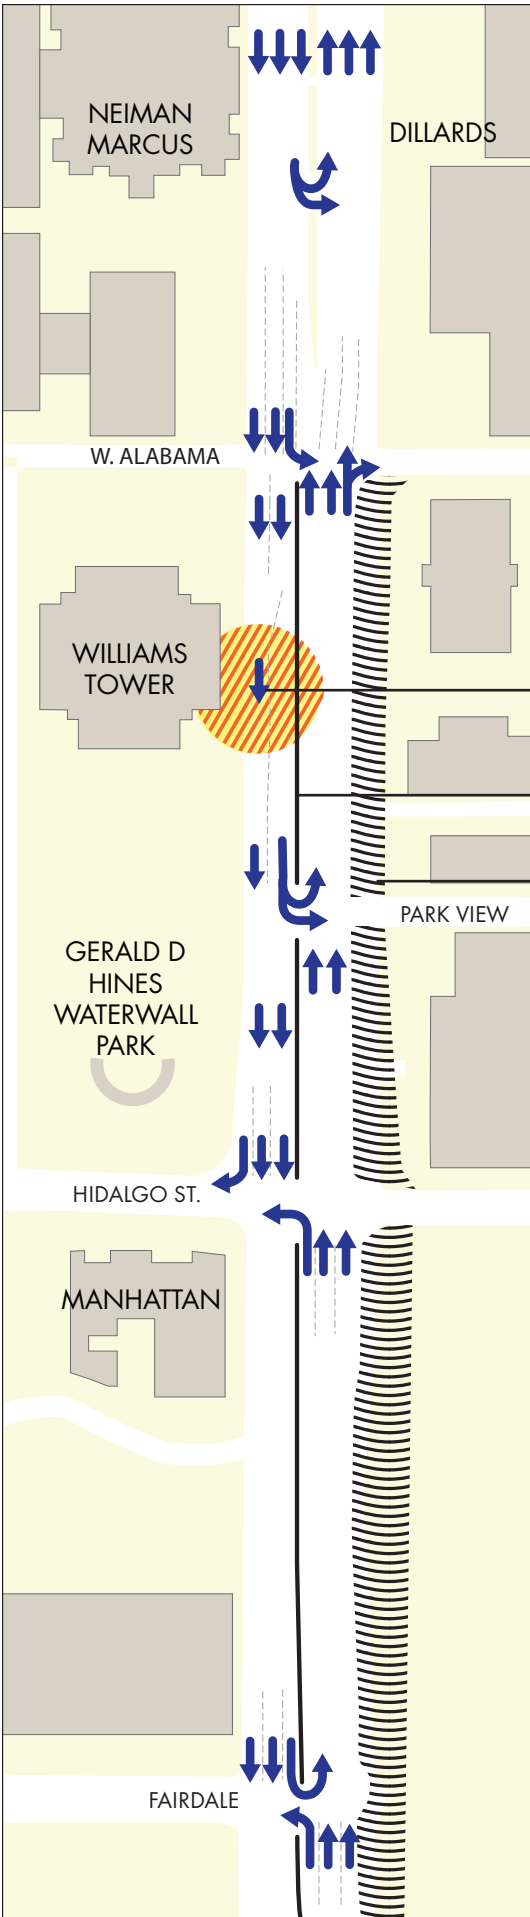 NEIMAN
MARCUS
DILLARDS
W. ALABAMA
WILLIAMS
TOWER
PARK VIEW
GERALD D
HINES
WATERWALL
PARK
HIDALGO ST.
MANHATTAN
FAIRDALE